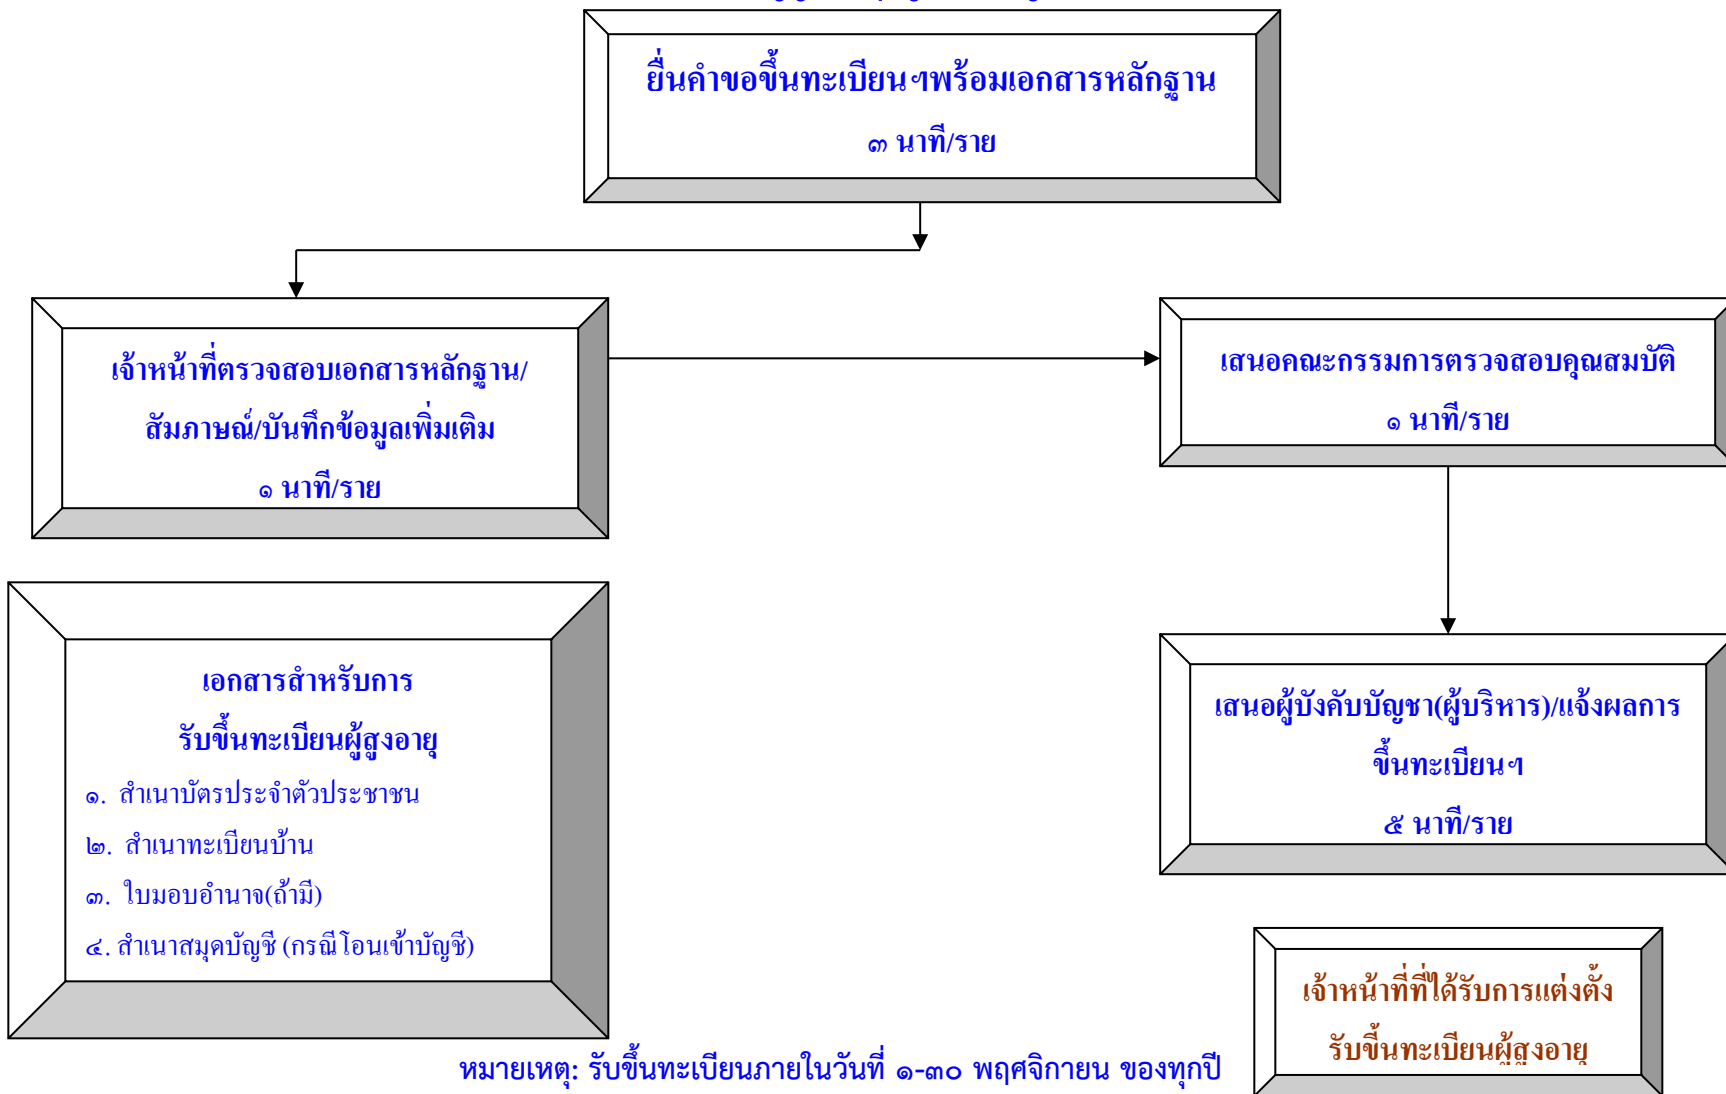 ยื่นคำขอขึ้นทะเบียนฯพร้อมเอกสารหลักฐาน
๓ นาที/ราย
เจ้าหน้าที่ตรวจสอบเอกสารหลักฐาน/
สัมภาษณ์/บันทึกข้อมูลเพิ่มเติม
๑ นาที/ราย
เสนอคณะกรรมการตรวจสอบคุณสมบัติ
๑ นาที/ราย
เอกสารสำหรับการ
รับขึ้นทะเบียนผู้สูงอายุ
๑. สำเนาบัตรประจำตัวประชาชน
๒. สำเนาทะเบียนบ้าน
๓. ใบมอบอำนาจ(ถ้ามี)
๔. สำเนาสมุดบัญชี (กรณีโอนเข้าบัญชี)
เสนอผู้บังคับบัญชา(ผู้บริหาร)/แจ้งผลการ
ขึ้นทะเบียนฯ
๕ นาที/ราย
เจ้าหน้าที่ที่ได้รับการแต่งตั้ง
รับขึ้นทะเบียนผู้สูงอายุ
หมายเหตุ: รับขึ้นทะเบียนภายในวันที่ ๑-๓๐ พฤศจิกายน ของทุกปี